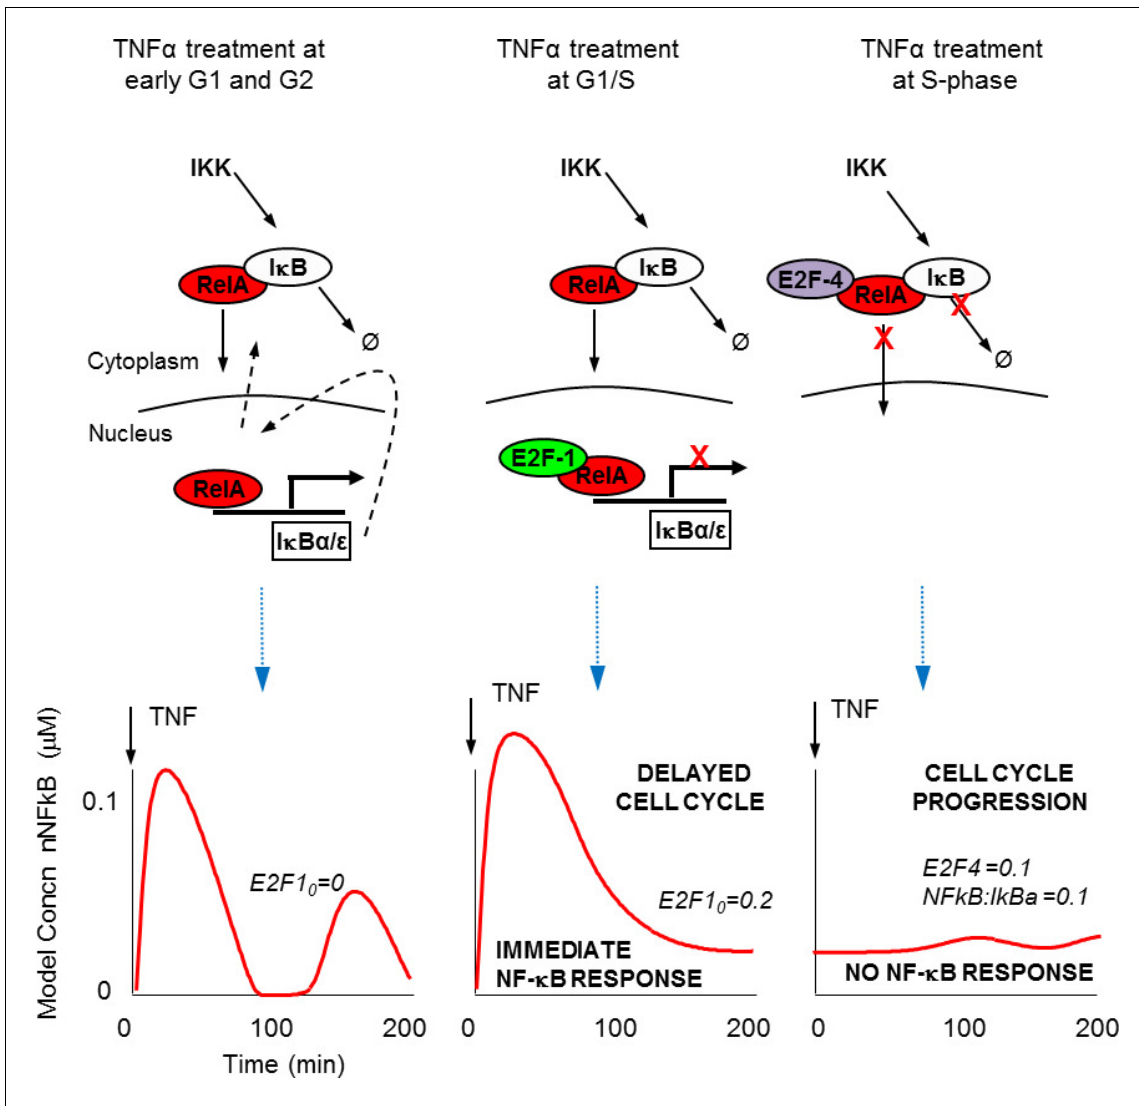 TNFα treatment at
early G1 and G2
IKK
RelA
IκB
Ø
Cytoplasm
Nucleus
RelA
IκBα/ε
TNFα treatment
at G1/S
IKK
RelA
IκB
Ø
E2F-1
RelA
X
IκBα/ε
TNFα treatment
at S-phase
IKK
E2F-4
RelA
IκB
X
X
Ø
Model Concn nNFkB (μM)
TNF
0.1
0
E2F1₀=0
0
100
200
Time (min)
TNF
DELAYED
CELL CYCLE
E2F1₀=0.2
IMMEDIATE
NF-κB RESPONSE
0
100
200
TNF
CELL CYCLE
PROGRESSION
E2F4=0.1
NFkB:IkBa=0.1
NO NF-κB RESPONSE
0
100
200